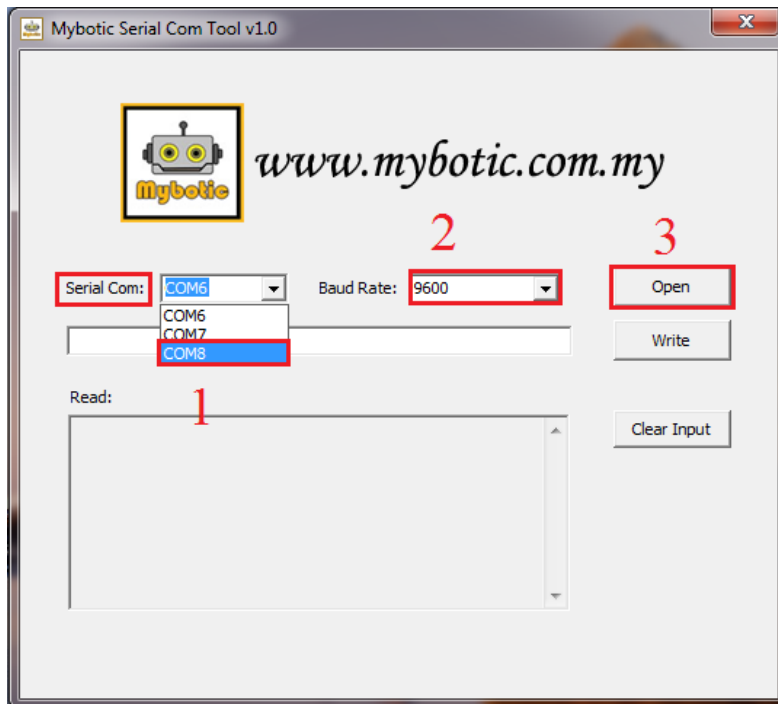 Mybotic Serial Com Tool v1.0
Mybotic
www.mybotic.com.my
2
3
Serial Com: COM6 Baud Rate: 9600 Open
COM6
COM7
COM8
Write
Read:
1
Clear Input